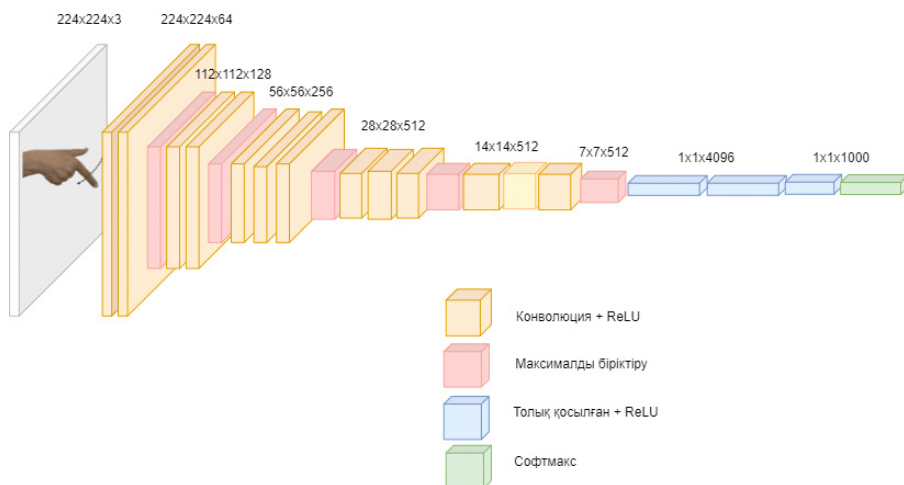 224x224x3
224x224x64
112x112x128
56x56x256
28x28x512
14x14x512
7x7x512
1x1x4096
1x1x1000
Конволюция + ReLU
Максималды біріктіру
Толық қосылған + ReLU
Софтмакс